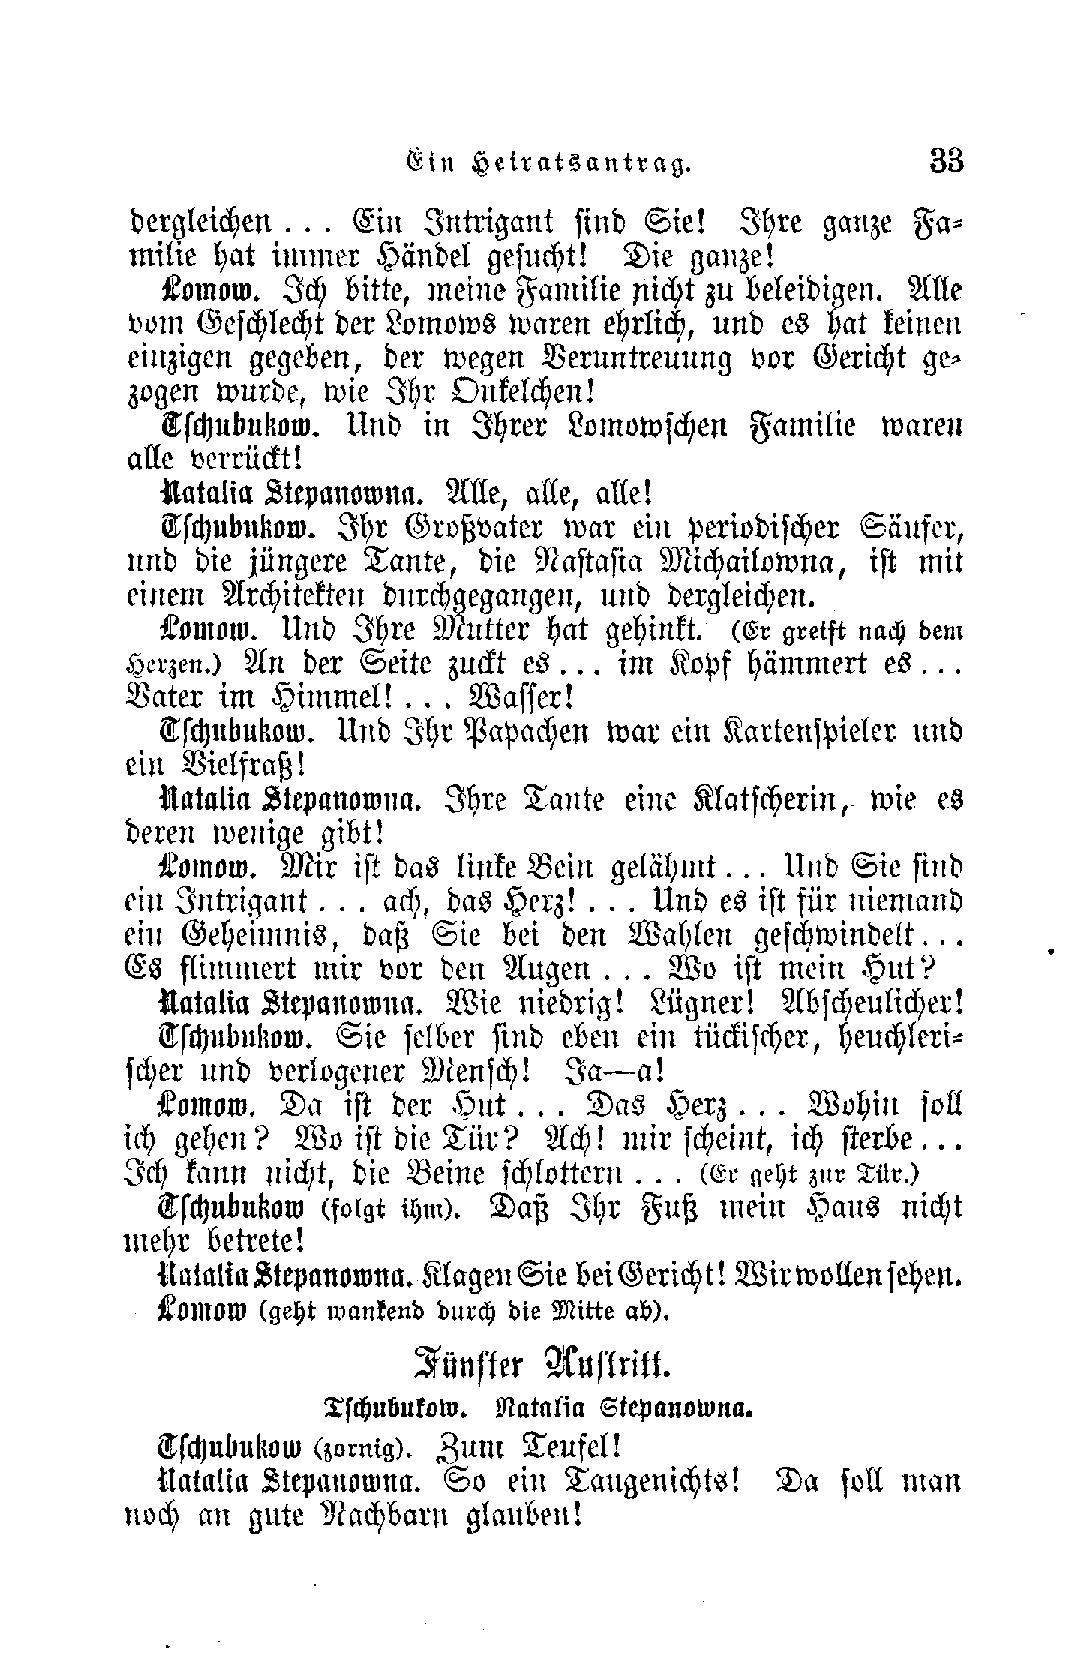 Ein Heiratsantrag. 33
dergleichen . . . Ein Intrigant sind Sie! Ihre ganze Fa-
milie hat immer Händel gesucht! Die ganze!
Lomow. Ich bitte, meine Familie nicht zu beleidigen. Alle
vom Geschlecht der Lomows waren ehrlich, und es hat keinen
einzigen gegeben, der wegen Veruntreuung vor Gericht ge-
zogen wurde, wie Ihr Onkelchen!
Tschubukow. Und in Ihrer Lomowschen Familie waren
alle verrückt!
Natalia Stepanowna. Alle, alle, alle!
Tschubukow. Ihr Großvater war ein periodischer Säufer,
und die jüngere Tante, die Nastasia Michailowna, ist mit
einem Architekten durchgegangen, und dergleichen.
Lomow. Und Ihre Mutter hat gehinkt. (Er greift nach dem
Herzen.) An der Seite zuckt es . . . im Kopf hämmert es . . .
Vater im Himmel! . . . Wasser!
Tschubukow. Und Ihr Papachen war ein Kartenspieler und
ein Vielfraß!
Natalia Stepanowna. Ihre Tante eine Klatscherin, wie es
deren wenige gibt!
Lomow. Mir ist das linke Bein gelähmt . . . Und Sie sind
ein Intrigant . . . ach, das Herz! . . . Und es ist für niemand
ein Geheimnis, daß Sie bei den Wahlen geschwindelt . . .
Es flimmert mir vor den Augen . . . Wo ist mein Hut?
Natalia Stepanowna. Wie niedrig! Lügner! Abscheulicher!
Tschubukow. Sie selber sind eben ein tückischer, heuchleri-
scher und verlogener Mensch! Ja—a!
Lomow. Da ist der Hut . . . Das Herz . . . Wohin soll
ich gehen? Wo ist die Tür? Ach! mir scheint, ich sterbe . . .
Ich kann nicht, die Beine schlottern . . . (Er geht zur Tür.)
Tschubukow (folgt ihm). Daß Ihr Fuß mein Haus nicht
mehr betrete!
Natalia Stepanowna. Klagen Sie bei Gericht! Wir wollen sehen.
Lomow (geht wankend durch die Mitte ab).
Fünfter Auftritt.
Tschubukow. Natalia Stepanowna.
Tschubukow (zornig). Zum Teufel!
Natalia Stepanowna. So ein Taugenichts! Da soll man
noch an gute Nachbarn glauben!